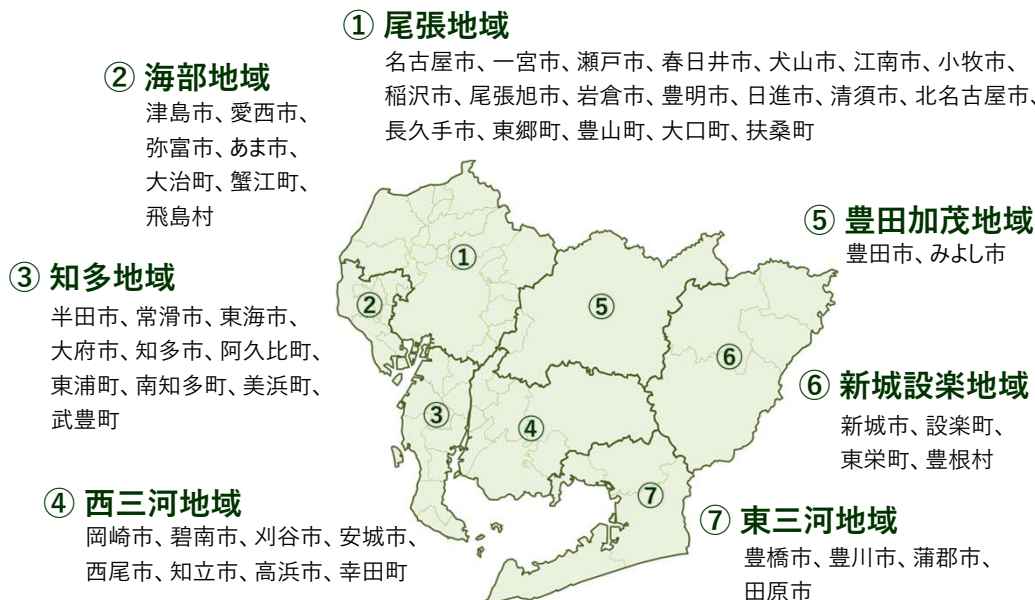 ① 尾張地域
名古屋市、一宮市、瀬戸市、春日井市、犬山市、江南市、小牧市、
稲沢市、尾張旭市、岩倉市、豊明市、日進市、清須市、北名古屋市、
長久手市、東郷町、豊山町、大口町、扶桑町
② 海部地域
津島市、愛西市、
弥富市、あま市、
大治町、蟹江町、
飛島村
③ 知多地域
半田市、常滑市、東海市、
大府市、知多市、阿久比町、
東浦町、南知多町、美浜町、
武豊町
④ 西三河地域
岡崎市、碧南市、刈谷市、安城市、
西尾市、知立市、高浜市、幸田町
⑤ 豊田加茂地域
豊田市、みよし市
⑥ 新城設楽地域
新城市、設楽町、
東栄町、豊根村
⑦ 東三河地域
豊橋市、豊川市、蒲郡市、
田原市
①
②
③
④
⑤
⑥
⑦